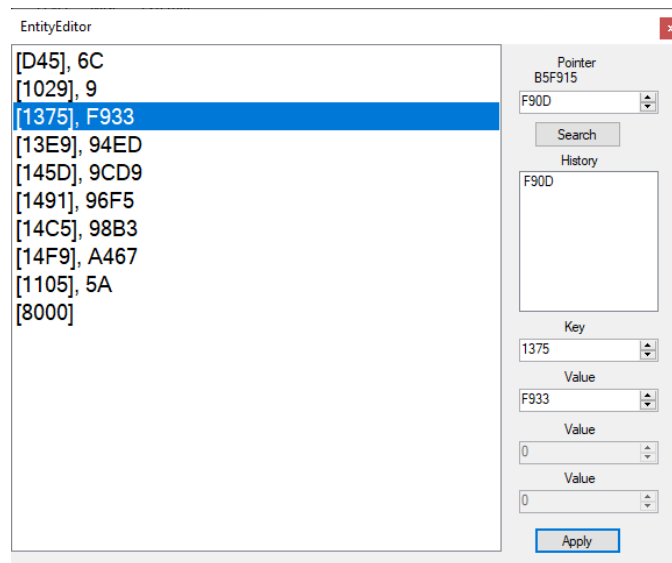 EntityEditor
[D45], 6C
[1029], 9
[1375], F933
[13E9], 94ED
[145D], 9CD9
[1491], 96F5
[14C5], 98B3
[14F9], A467
[1105], 5A
[8000]
Pointer
B5F915
F90D
Search
History
F90D
Key
1375
Value
F933
Value
0
Value
0
Apply